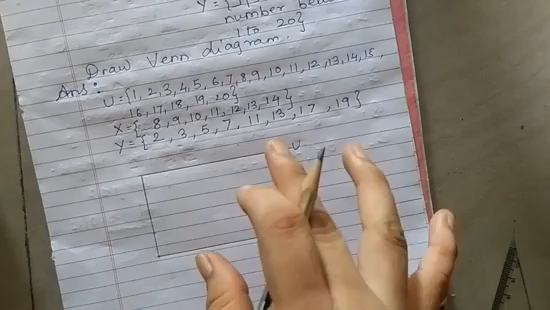 Y = {
number bet
1 to 20}
Draw Venn diagram.
Ans:
U = {1, 2, 3, 4, 5, 6, 7, 8, 9, 10, 11, 12, 13, 14, 15,
16, 17, 18, 19, 20}
X = { 8, 9, 10, 11, 12, 13, 14}
Y = { 2, 3, 5, 7, 11, 13, 17, 19}
U